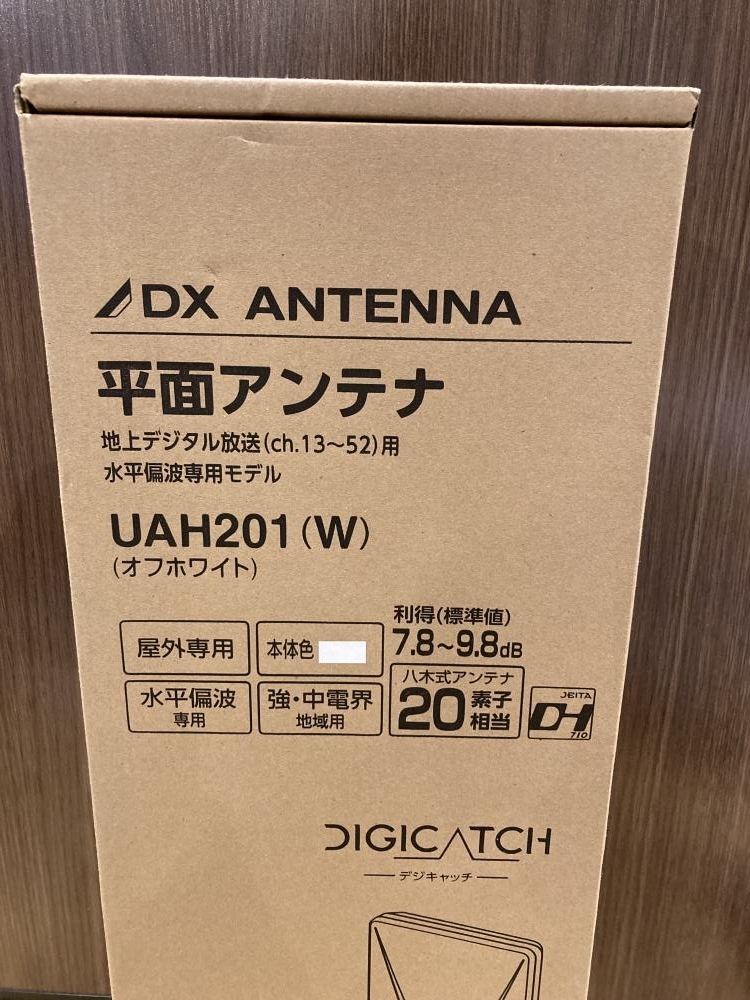 DX ANTENNA
平面アンテナ
地上デジタル放送(ch.13～52)用
水平偏波専用モデル
UAH201(W)
(オフホワイト)
利得(標準値)
7.8～9.8dB
屋外専用
本体色
八木式アンテナ
20素子相当
水平偏波
専用
強・中電界
地域用
JEITA
DH
710
DIGICATCH
デジキャッチ